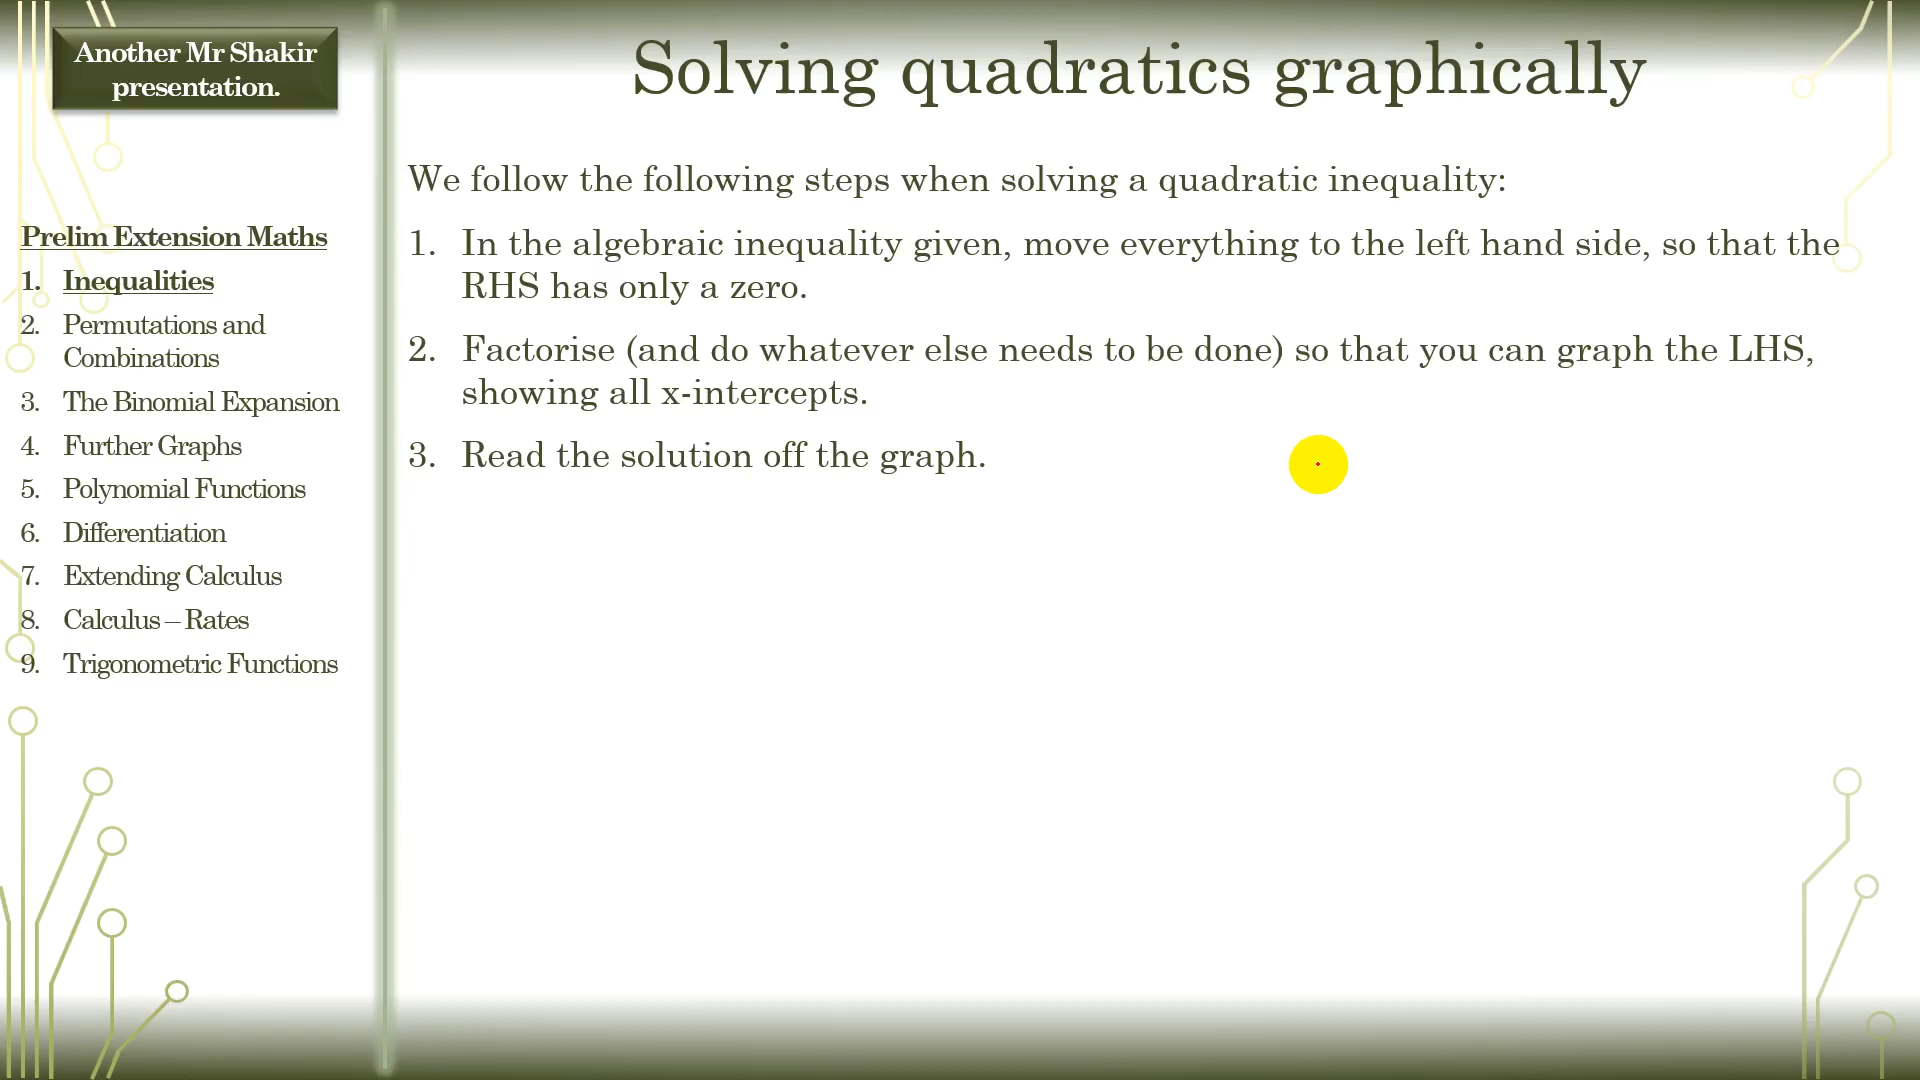 Another Mr Shakir
presentation.
Solving quadratics graphically
Prelim Extension Maths
1. Inequalities
2. Permutations and
Combinations
3. The Binomial Expansion
4. Further Graphs
5. Polynomial Functions
6. Differentiation
7. Extending Calculus
8. Calculus – Rates
9. Trigonometric Functions
We follow the following steps when solving a quadratic inequality:
1. In the algebraic inequality given, move everything to the left hand side, so that the
RHS has only a zero.
2. Factorise (and do whatever else needs to be done) so that you can graph the LHS,
showing all x-intercepts.
3. Read the solution off the graph.